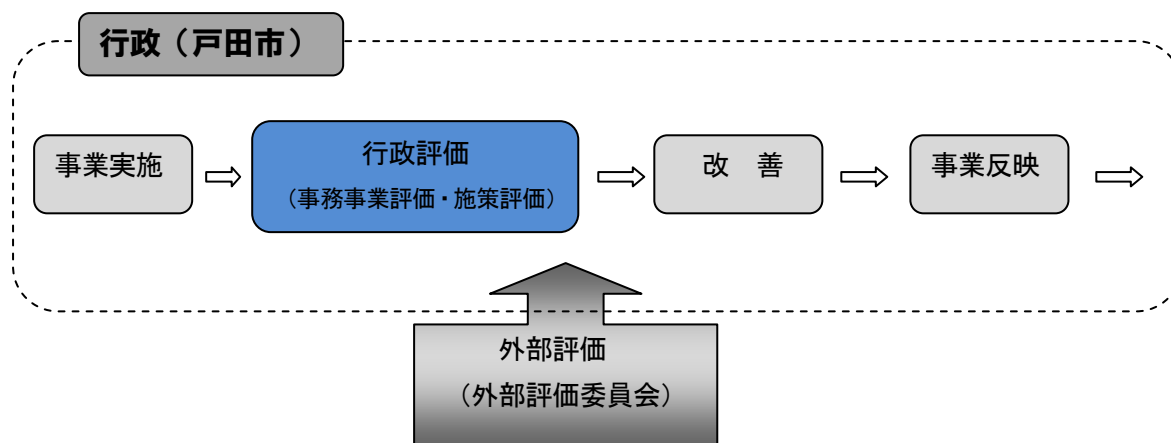 行政（戸田市）
事業実施
行政評価
（事務事業評価・施策評価）
改　善
事業反映
外部評価
（外部評価委員会）